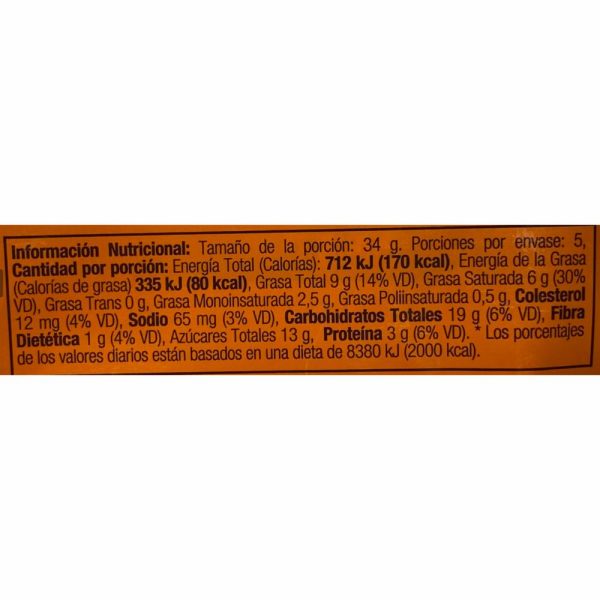 Información Nutricional: Tamaño de la porción: 34 g. Porciones por envase: 5,
Cantidad por porción: Energía Total (Calorías): 712 kJ (170 kcal), Energía de la Grasa
(Calorías de grasa) 335 kJ (80 kcal), Grasa Total 9 g (14% VD), Grasa Saturada 6 g (30%
VD), Grasa Trans 0 g, Grasa Monoinsaturada 2,5 g, Grasa Poliinsaturada 0,5 g, Colesterol
12 mg (4% VD), Sodio 65 mg (3% VD), Carbohidratos Totales 19 g (6% VD), Fibra
Dietética 1 g (4% VD), Azúcares Totales 13 g, Proteína 3 g (6% VD). * Los porcentajes
de los valores diarios están basados en una dieta de 8380 kJ (2000 kcal).